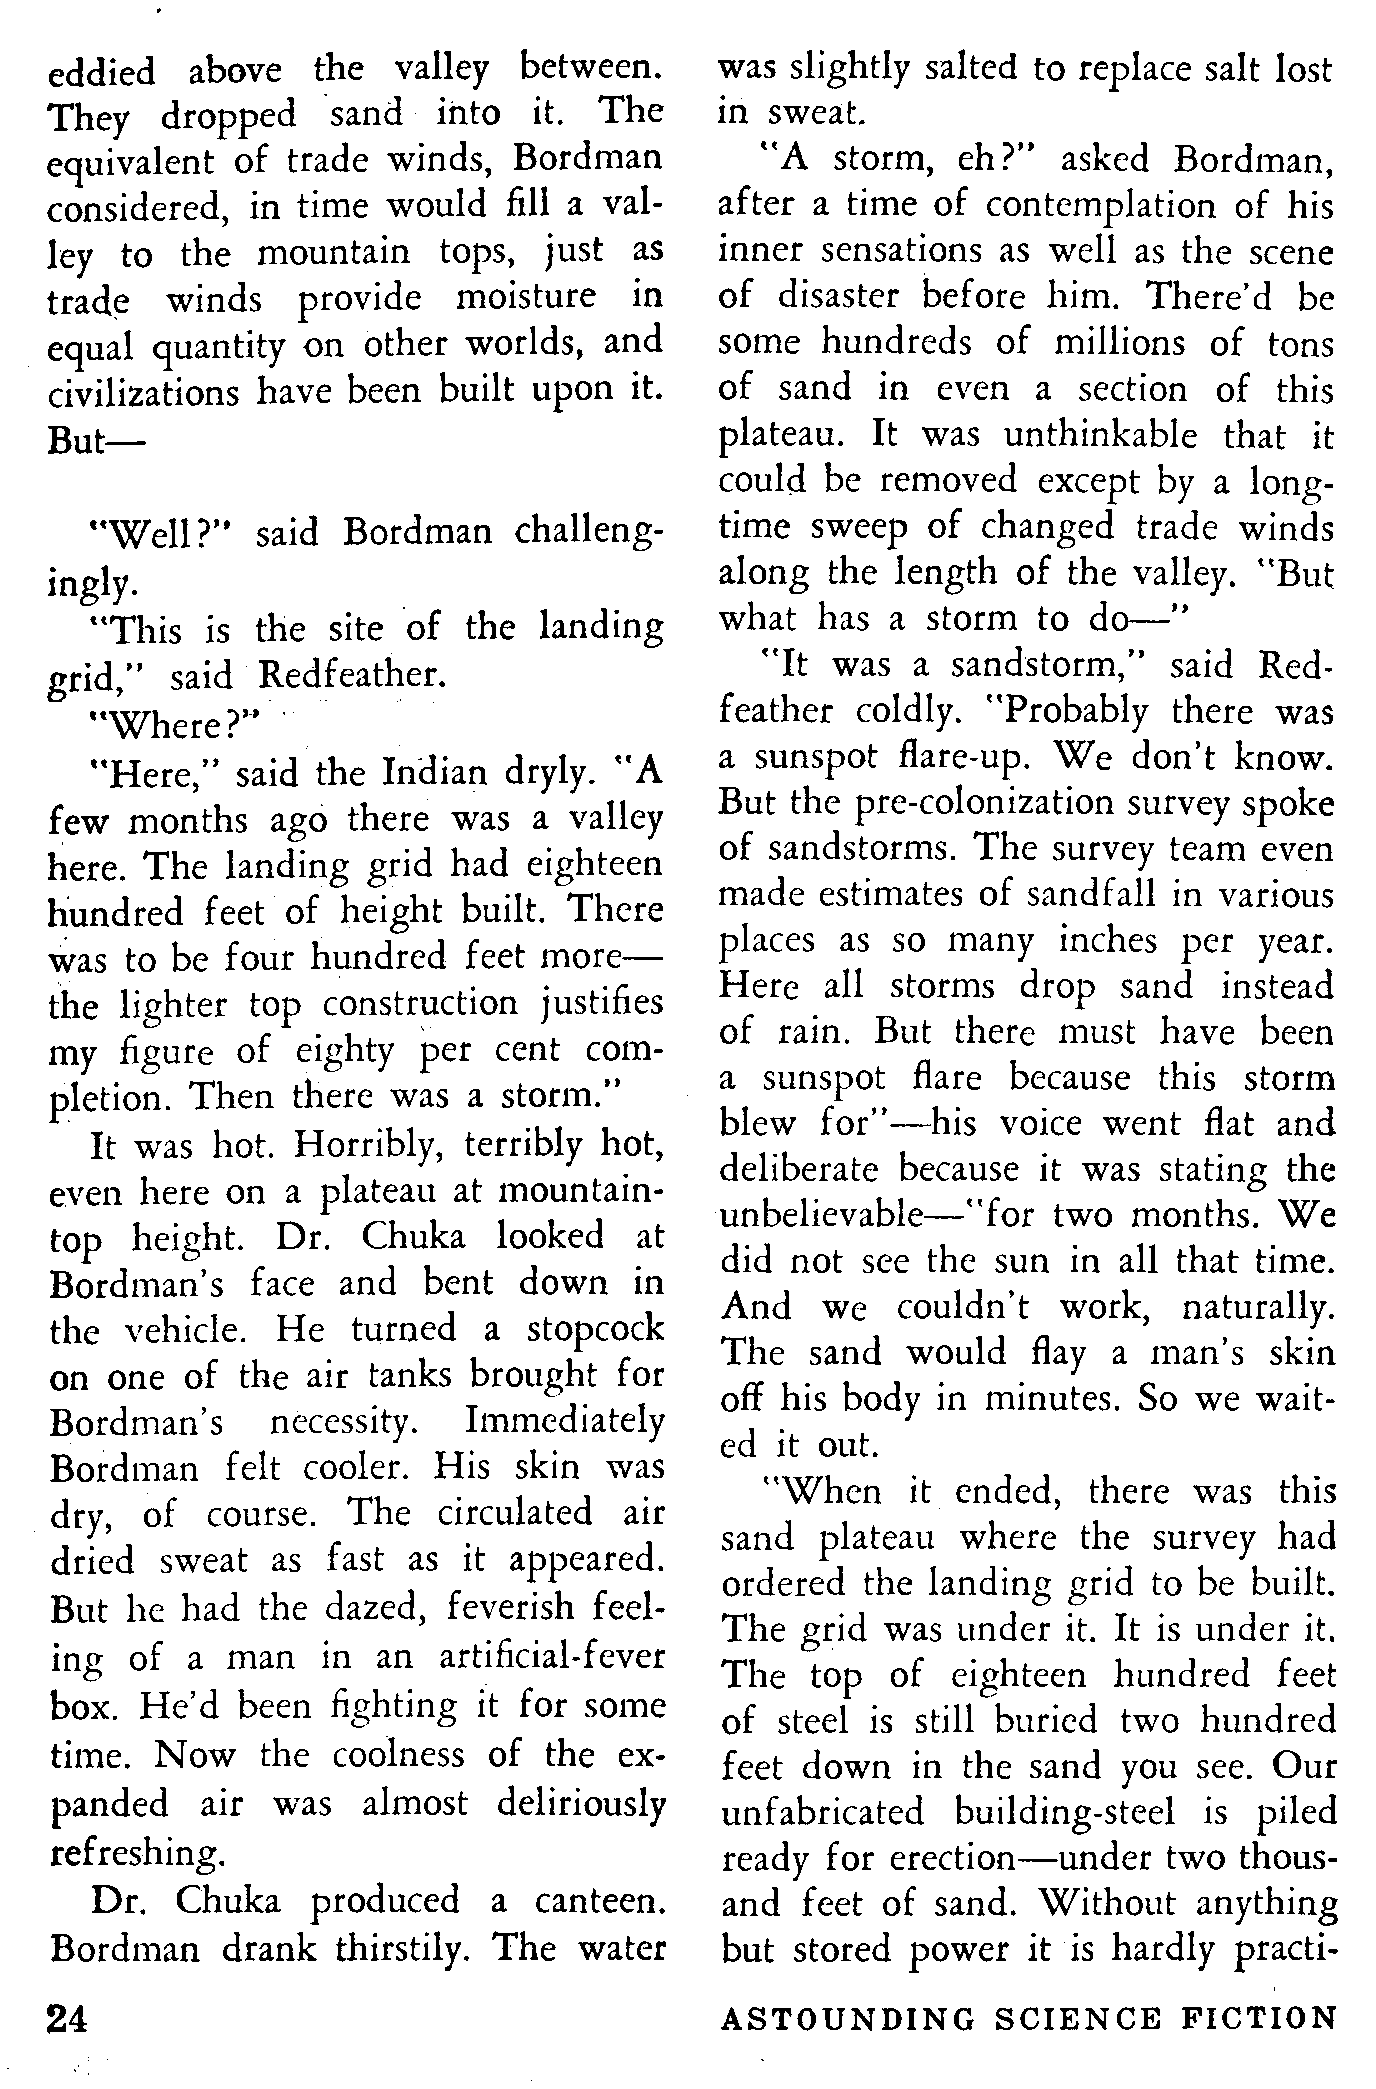 eddied above the valley between.
They dropped sand into it. The
equivalent of trade winds, Bordman
considered, in time would fill a val-
ley to the mountain tops, just as
trade winds provide moisture in
equal quantity on other worlds, and
civilizations have been built upon it.
But—
"Well?" said Bordman challeng-
ingly.
"This is the site of the landing
grid," said Redfeather.
"Where?"
"Here," said the Indian dryly. "A
few months ago there was a valley
here. The landing grid had eighteen
hundred feet of height built. There
was to be four hundred feet more—
the lighter top construction justifies
my figure of eighty per cent com-
pletion. Then there was a storm."
It was hot. Horribly, terribly hot,
even here on a plateau at mountain-
top height. Dr. Chuka looked at
Bordman's face and bent down in
the vehicle. He turned a stopcock
on one of the air tanks brought for
Bordman's necessity. Immediately
Bordman felt cooler. His skin was
dry, of course. The circulated air
dried sweat as fast as it appeared.
But he had the dazed, feverish feel-
ing of a man in an artificial-fever
box. He'd been fighting it for some
time. Now the coolness of the ex-
panded air was almost deliriously
refreshing.
Dr. Chuka produced a canteen.
Bordman drank thirstily. The water
was slightly salted to replace salt lost
in sweat.
"A storm, eh?" asked Bordman,
after a time of contemplation of his
inner sensations as well as the scene
of disaster before him. There'd be
some hundreds of millions of tons
of sand in even a section of this
plateau. It was unthinkable that it
could be removed except by a long-
time sweep of changed trade winds
along the length of the valley. "But
what has a storm to do—"
"It was a sandstorm," said Red-
feather coldly. "Probably there was
a sunspot flare-up. We don't know.
But the pre-colonization survey spoke
of sandstorms. The survey team even
made estimates of sandfall in various
places as so many inches per year.
Here all storms drop sand instead
of rain. But there must have been
a sunspot flare because this storm
blew for"—his voice went flat and
deliberate because it was stating the
unbelievable—"for two months. We
did not see the sun in all that time.
And we couldn't work, naturally.
The sand would flay a man's skin
off his body in minutes. So we wait-
ed it out.
"When it ended, there was this
sand plateau where the survey had
ordered the landing grid to be built.
The grid was under it. It is under it.
The top of eighteen hundred feet
of steel is still buried two hundred
feet down in the sand you see. Our
unfabricated building-steel is piled
ready for erection—under two thous-
and feet of sand. Without anything
but stored power it is hardly practi-
24
ASTOUNDING SCIENCE FICTION